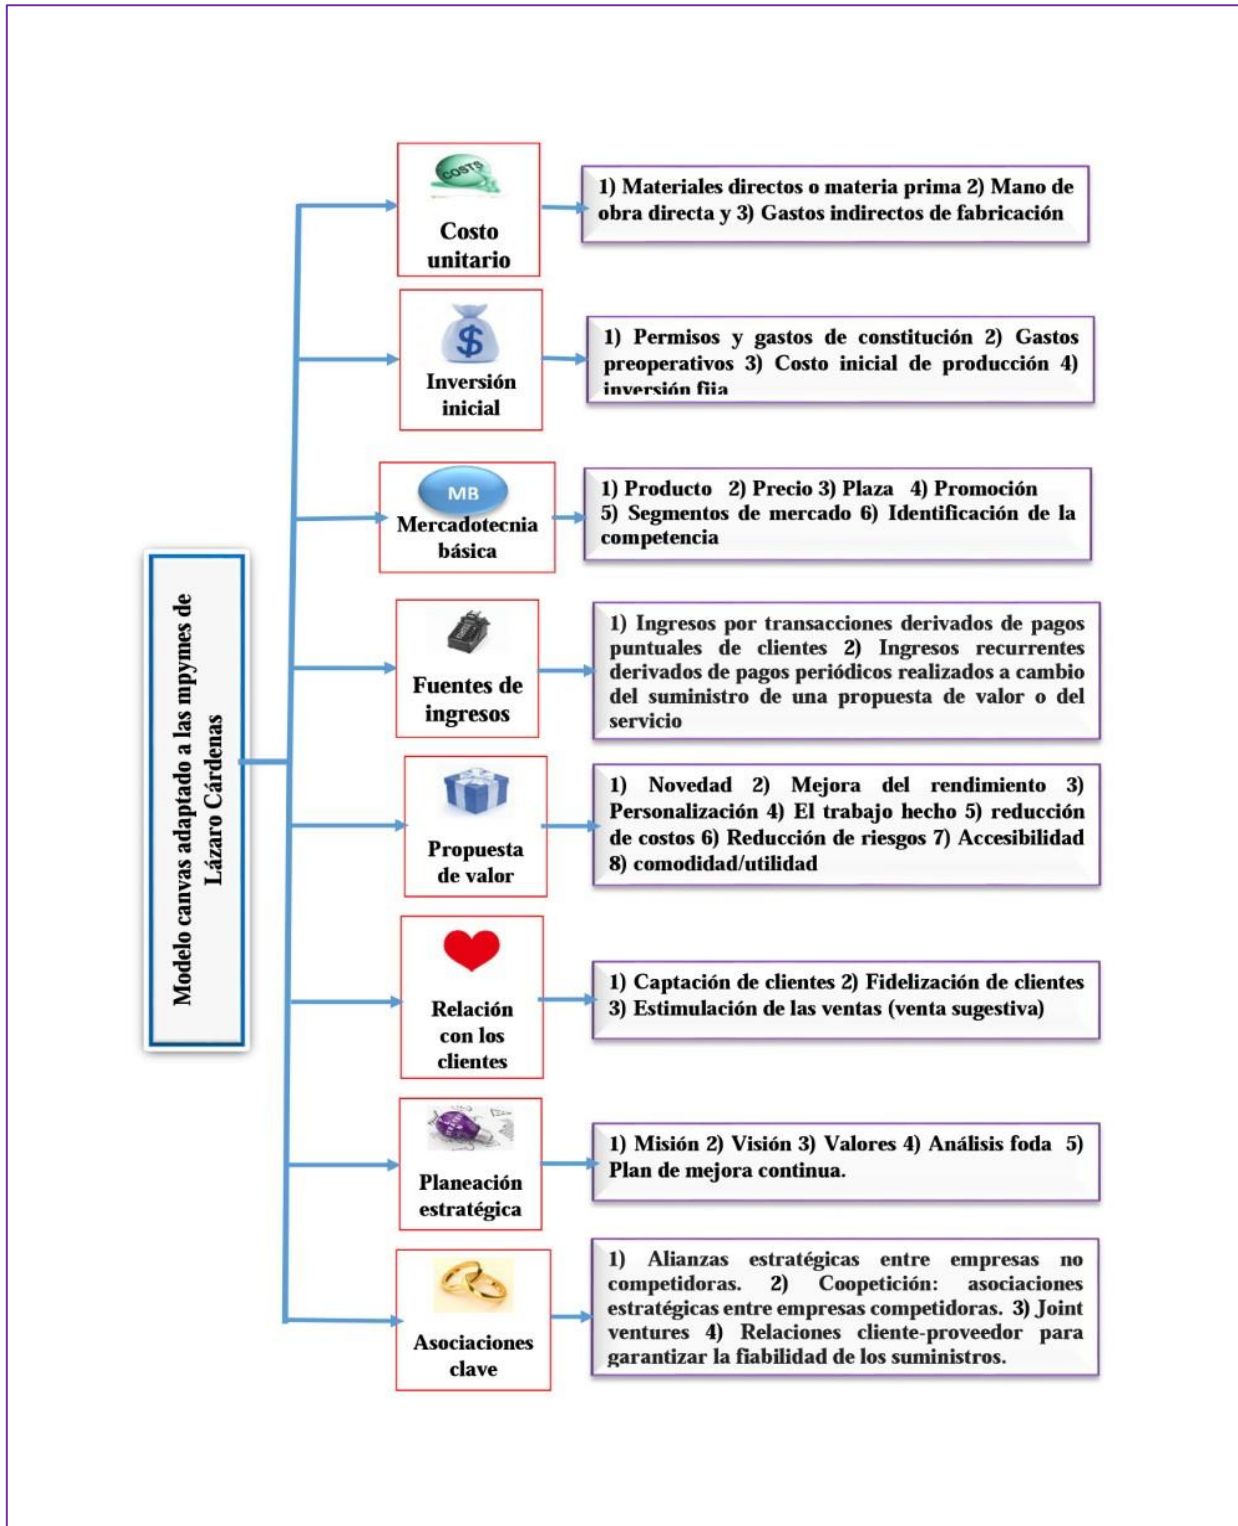 Modelo canvas adaptado a las mpymes de
Lázaro Cárdenas
COSTS
Costo
unitario
1) Materiales directos o materia prima 2) Mano de
obra directa y 3) Gastos indirectos de fabricación
$
Inversión
inicial
1) Permisos y gastos de constitución 2) Gastos
preoperativos 3) Costo inicial de producción 4)
inversión fija
MB
Mercadotecnia
básica
1) Producto 2) Precio 3) Plaza 4) Promoción
5) Segmentos de mercado 6) Identificación de la
competencia
Fuentes de
ingresos
1) Ingresos por transacciones derivados de pagos
puntuales de clientes 2) Ingresos recurrentes
derivados de pagos periódicos realizados a cambio
del suministro de una propuesta de valor o del
servicio
Propuesta
de valor
1) Novedad 2) Mejora del rendimiento 3)
Personalización 4) El trabajo hecho 5) reducción
de costos 6) Reducción de riesgos 7) Accesibilidad
8) comodidad/utilidad
Relación
con los
clientes
1) Captación de clientes 2) Fidelización de clientes
3) Estimulación de las ventas (venta sugestiva)
Planeación
estratégica
1) Misión 2) Visión 3) Valores 4) Análisis foda 5)
Plan de mejora continua.
Asociaciones
clave
1) Alianzas estratégicas entre empresas no
competidoras. 2) Coopetición: asociaciones
estratégicas entre empresas competidoras. 3) Joint
ventures 4) Relaciones cliente-proveedor para
garantizar la fiabilidad de los suministros.